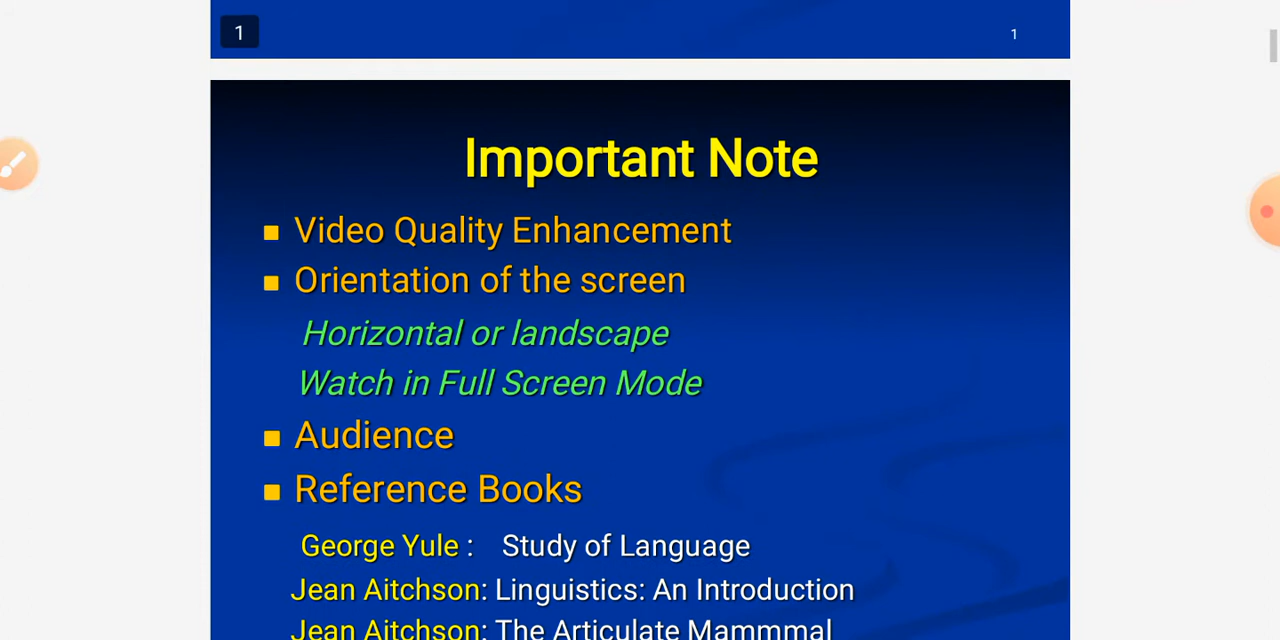 1
1
Important Note
Video Quality Enhancement
Orientation of the screen
Horizontal or landscape
Watch in Full Screen Mode
Audience
Reference Books
George Yule : Study of Language
Jean Aitchson: Linguistics: An Introduction
Jean Aitchson: The Articulate Mammmal